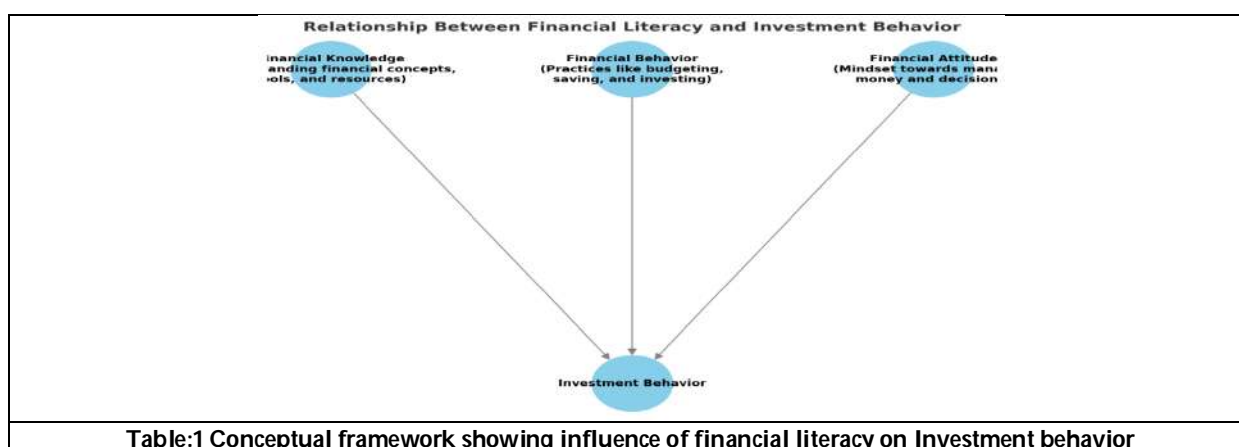 Relationship Between Financial Literacy and Investment Behavior
inancial Knowledge
anding financial concepts,
ols, and resources)
Financial Behavior
(Practices like budgeting,
saving, and investing)
Financial Attitude
(Mindset towards mana
money and decision
Investment Behavior
Table:1 Conceptual framework showing influence of financial literacy on Investment behavior